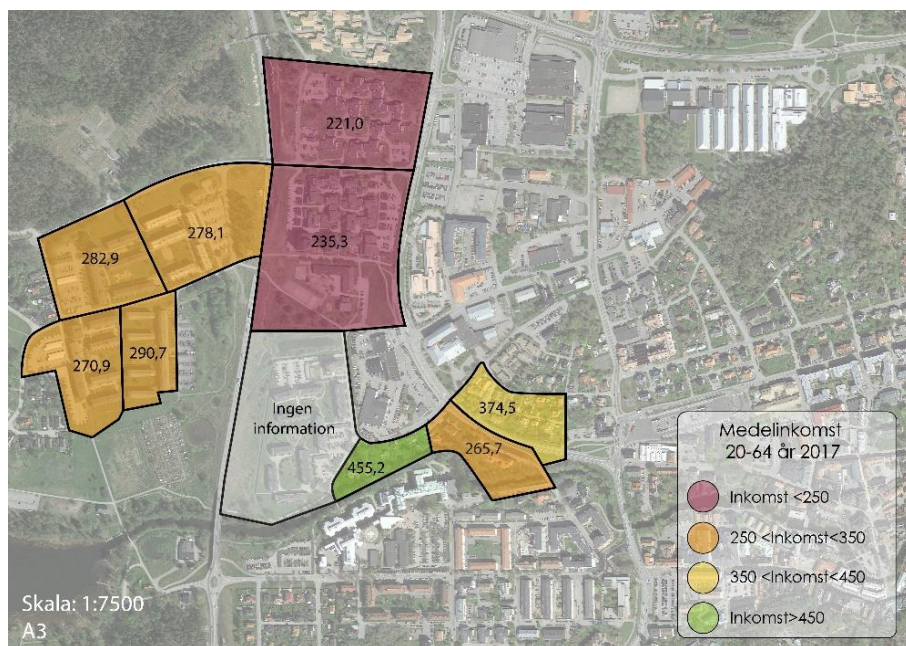 221,0
235,3
278,1
282,9
270,9
290,7
Ingen
information
374,5
265,7
455,2
Medelinkomst
20-64 år 2017
Inkomst <250
250 <Inkomst<350
350 <Inkomst<450
Inkomst>450
Skala: 1:7500
A3